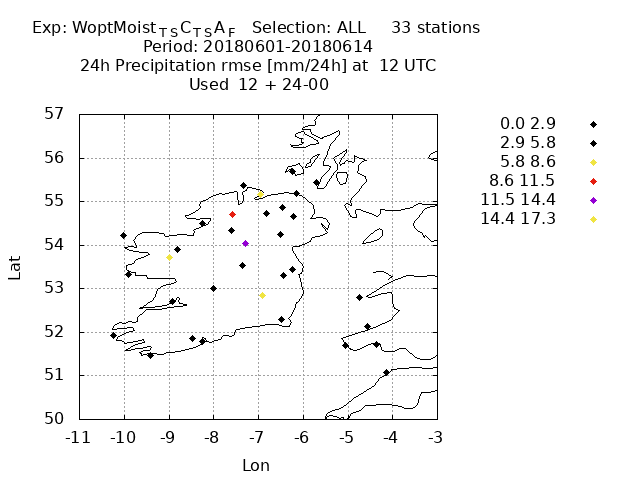 Exp: WoptMoist_TSC_TSA_F Selection: ALL 33 stations
Period: 20180601-20180614
24h Precipitation rmse [mm/24h] at 12 UTC
Used 12 + 24-00
57
56
55
54
53
52
51
50
Lat
-11 -10 -9 -8 -7 -6 -5 -4 -3
Lon
0.0 2.9
2.9 5.8
5.8 8.6
8.6 11.5
11.5 14.4
14.4 17.3